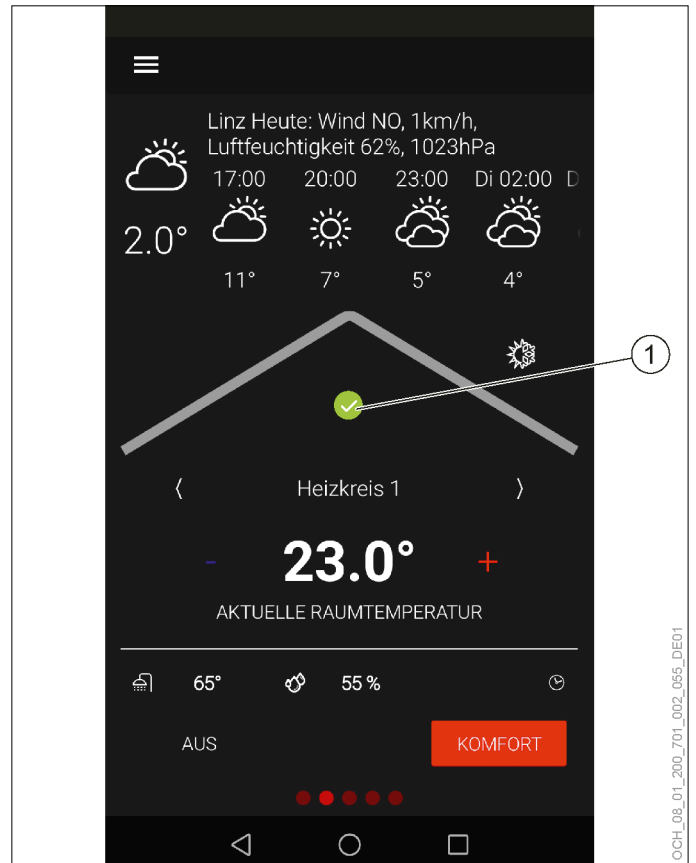 Linz Heute: Wind NO, 1km/h,
Luftfeuchtigkeit 62%, 1023hPa
17:00 20:00 23:00 Di 02:00 D
2.0°
11° 7° 5° 4°
1
⟨ Heizkreis 1 ⟩
- 23.0° +
AKTUELLE RAUMTEMPERATUR
65° 55 %
AUS KOMFORT
OCH_08_01_200_701_002_055_DE01